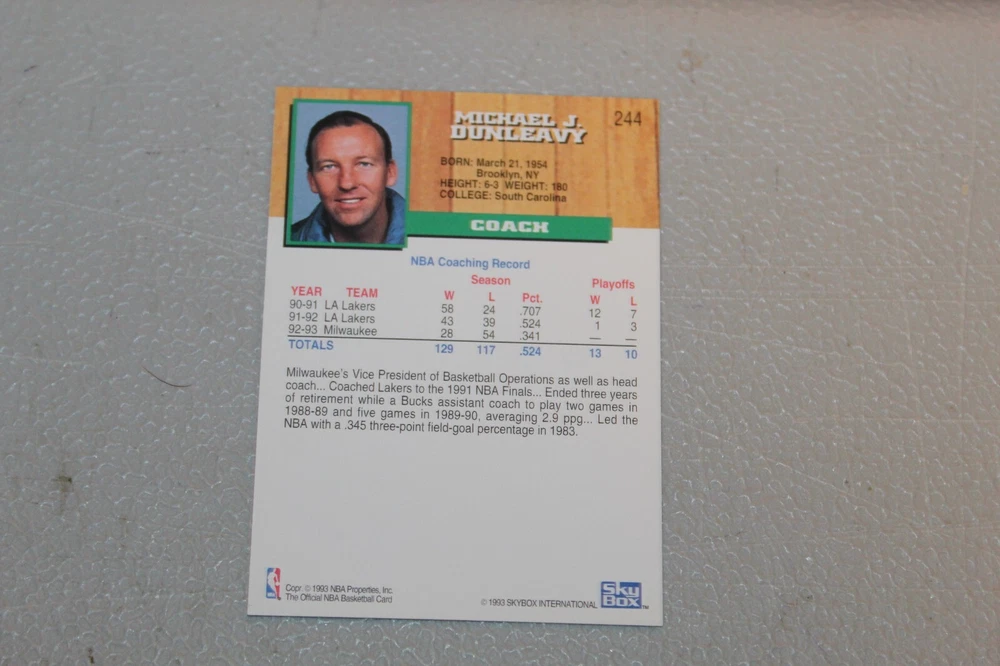 MICHAEL J. DUNLEAVY
244
BORN: March 21, 1954
Brooklyn, NY
HEIGHT: 6-3 WEIGHT: 180
COLLEGE: South Carolina
COACH
NBA Coaching Record
Season Playoffs
YEAR TEAM W L Pct. W L
90-91 LA Lakers 58 24 .707 12 7
91-92 LA Lakers 43 39 .524 1 3
92-93 Milwaukee 28 54 .341 — —
TOTALS 129 117 .524 13 10
Milwaukee's Vice President of Basketball Operations as well as head
coach... Coached Lakers to the 1991 NBA Finals... Ended three years
of retirement while a Bucks assistant coach to play two games in
1988-89 and five games in 1989-90, averaging 2.9 ppg... Led the
NBA with a .345 three-point field-goal percentage in 1983.
Copr. © 1993 NBA Properties, Inc.
The Official NBA Basketball Card
© 1993 SKYBOX INTERNATIONAL
SkyBox™